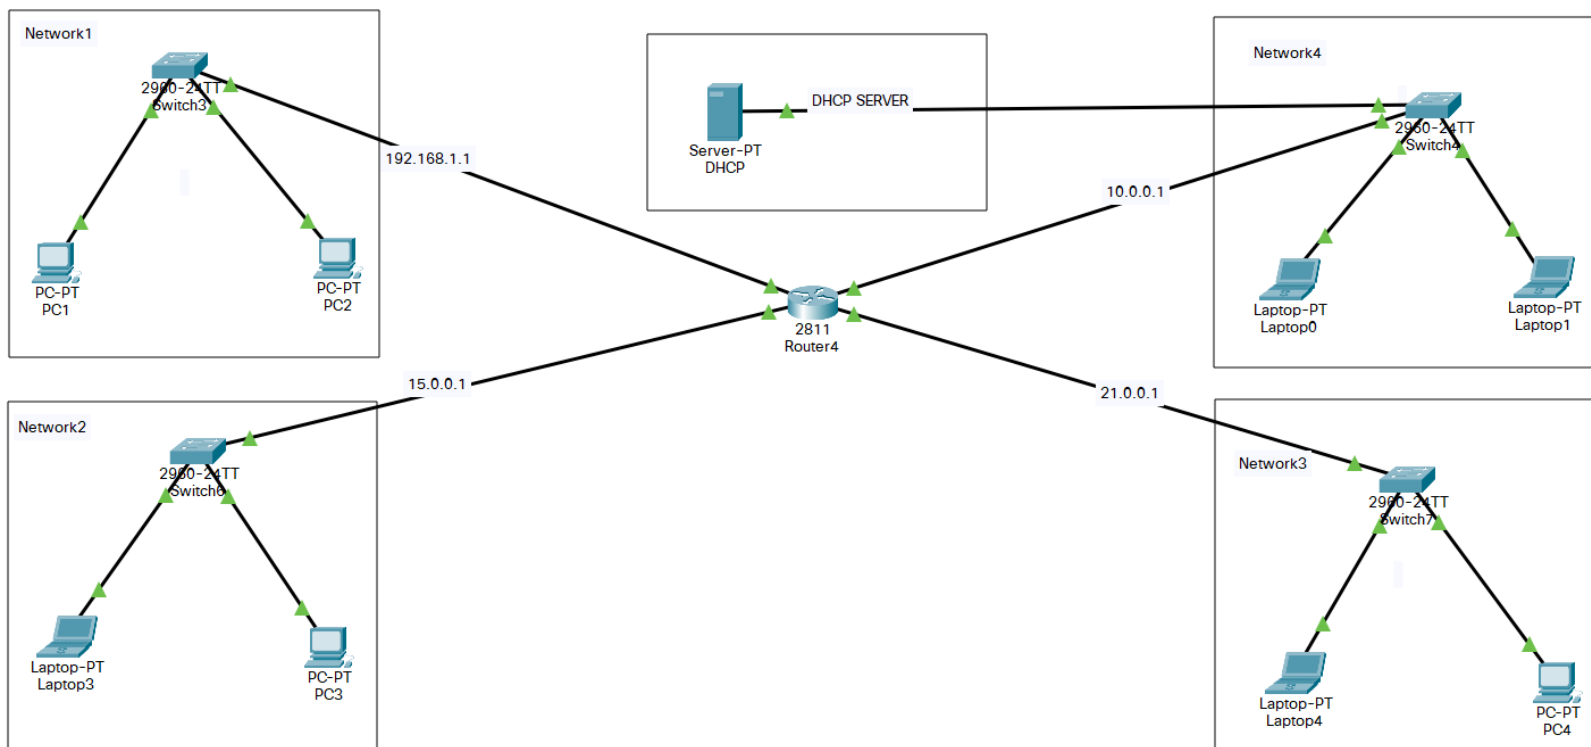 Network1
2960-24TT
Switch3
192.168.1.1
PC-PT
PC1
PC-PT
PC2
DHCP SERVER
Server-PT
DHCP
Network4
2960-24TT
Switch4
10.0.0.1
Laptop-PT
Laptop0
Laptop-PT
Laptop1
2811
Router4
15.0.0.1
21.0.0.1
Network2
2960-24TT
Switch6
Laptop-PT
Laptop3
PC-PT
PC3
Network3
2960-24TT
Switch7
Laptop-PT
Laptop4
PC-PT
PC4